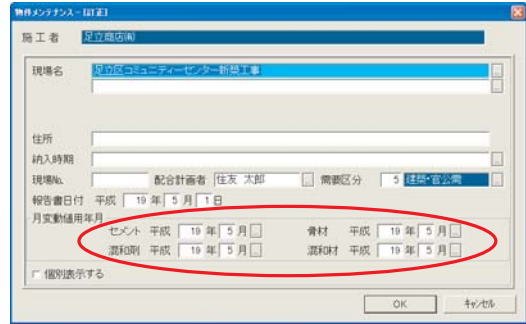 物件メンテナンス－[訂正]
施工者 足立商店㈱
現場名 足立区コミュニティーセンター新築工事
住所
納入時期
現場No. 配合計画者 住友 太郎 ... 需要区分 5 建築・官公需
報告書日付 平成 19 年 5 月 1 日
月変動値用年月
セメント 平成 19 年 5 月 ... 骨材 平成 19 年 5 月 ...
混和剤 平成 19 年 5 月 ... 混和材 平成 19 年 5 月 ...
個別表示する
OK キャンセル